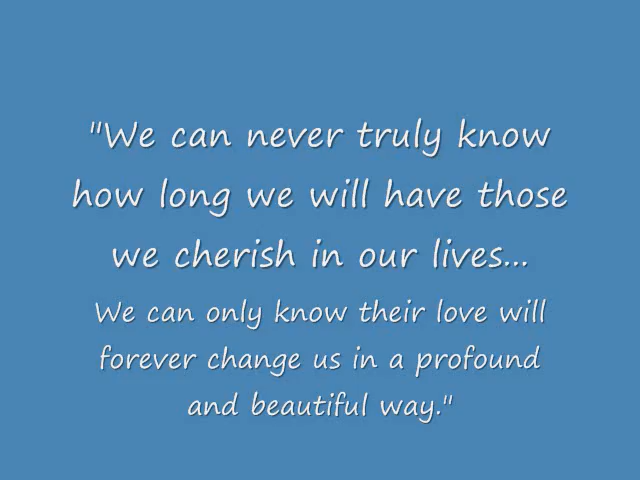 "We can never truly know
how long we will have those
we cherish in our lives...
We can only know their love will
forever change us in a profound
and beautiful way."